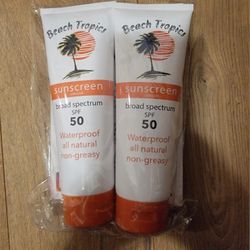 Beach Tropics
sunscreen
broad spectrum
SPF
50
Waterproof
all natural
non-greasy
Beach Tropics
sunscreen
broad spectrum
SPF
50
Waterproof
all natural
non-greasy